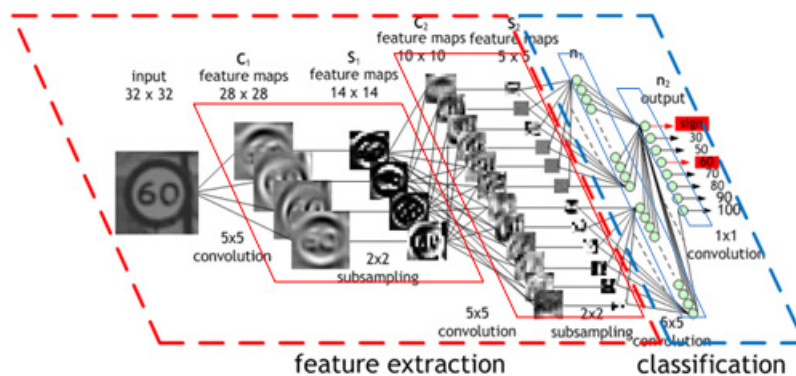 input
32 x 32
C1
feature maps
28 x 28
S1
feature maps
14 x 14
C2
feature maps
10 x 10
S2
feature maps
5 x 5
n1
n2
output
sign
30
50
60
70
80
90
100
60
5x5
convolution
2x2
subsampling
5x5
convolution
2x2
subsampling
5x5
convolution
1x1
convolution
feature extraction
classification